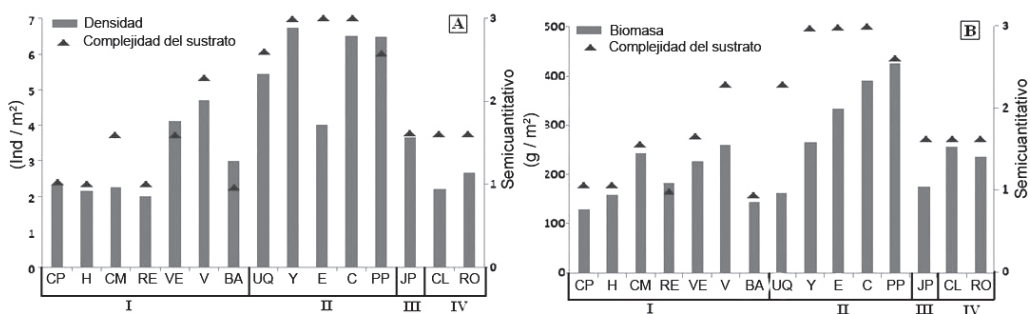 A
Densidad
Complejidad del sustrato
(Ind / m²)
7
6
5
4
3
2
1
0
3
2
1
0
Semicuantitativo
CP H CM RE VE V BA UQ Y E C PP JP CL RO
I II III IV
B
Biomasa
Complejidad del sustrato
(g / m²)
500
400
300
200
100
0
3
2
1
0
Semicuantitativo
CP H CM RE VE V BA UQ Y E C PP JP CL RO
I II III IV